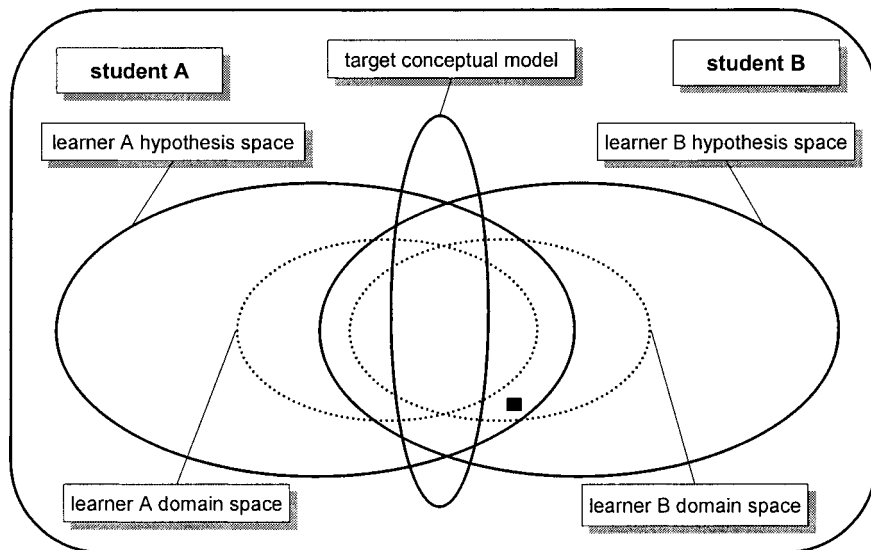 student A
target conceptual model
student B
learner A hypothesis space
learner B hypothesis space
learner A domain space
learner B domain space